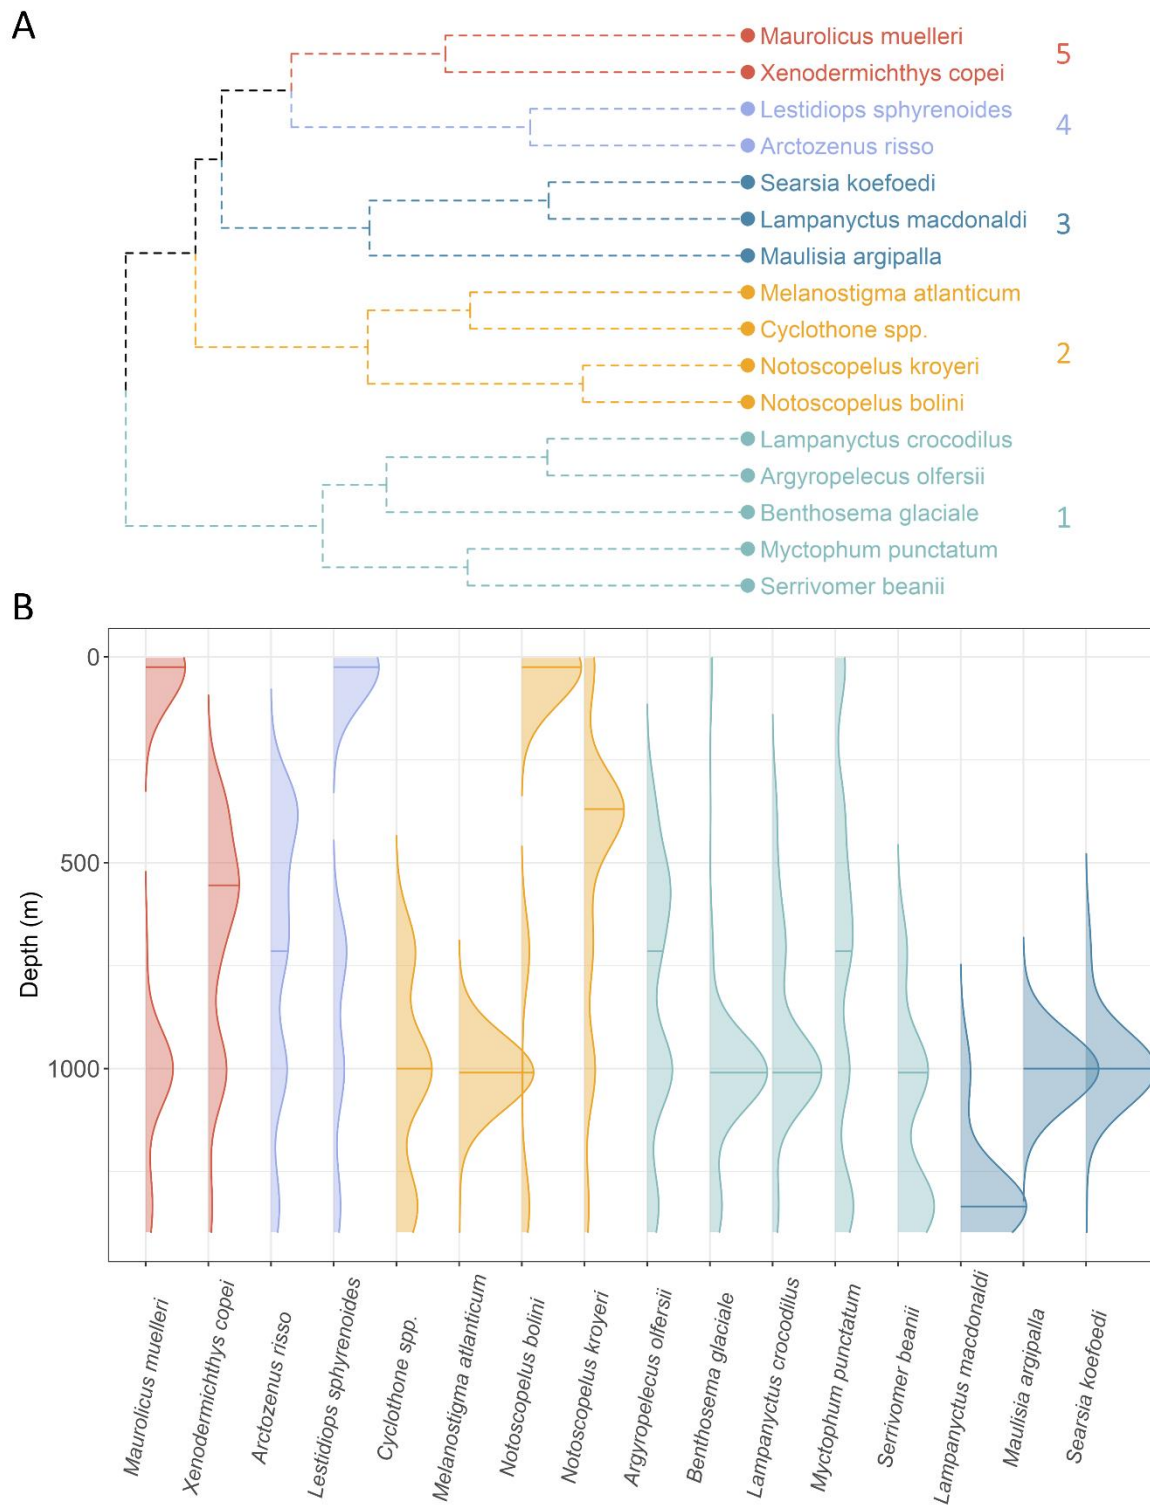 A
Maurolicus muelleri
Xenodermichthys copei
5
Lestidiops sphyrenoides
Arctozenus risso
4
Searsia koefoedi
Lampanyctus macdonaldi
Maulisia argipalla
3
Melanostigma atlanticum
Cyclothone spp.
Notoscopelus kroyeri
Notoscopelus bolini
2
Lampanyctus crocodilus
Argyropelecus olfersii
Benthosema glaciale
Myctophum punctatum
Serrivomer beanii
1
B
0
500
1000
Depth (m)
Maurolicus muelleri
Xenodermichthys copei
Arctozenus risso
Lestidiops sphyrenoides
Cyclothone spp.
Melanostigma atlanticum
Notoscopelus bolini
Notoscopelus kroyeri
Argyropelecus olfersii
Benthosema glaciale
Lampanyctus crocodilus
Myctophum punctatum
Serrivomer beanii
Lampanyctus macdonaldi
Maulisia argipalla
Searsia koefoedi